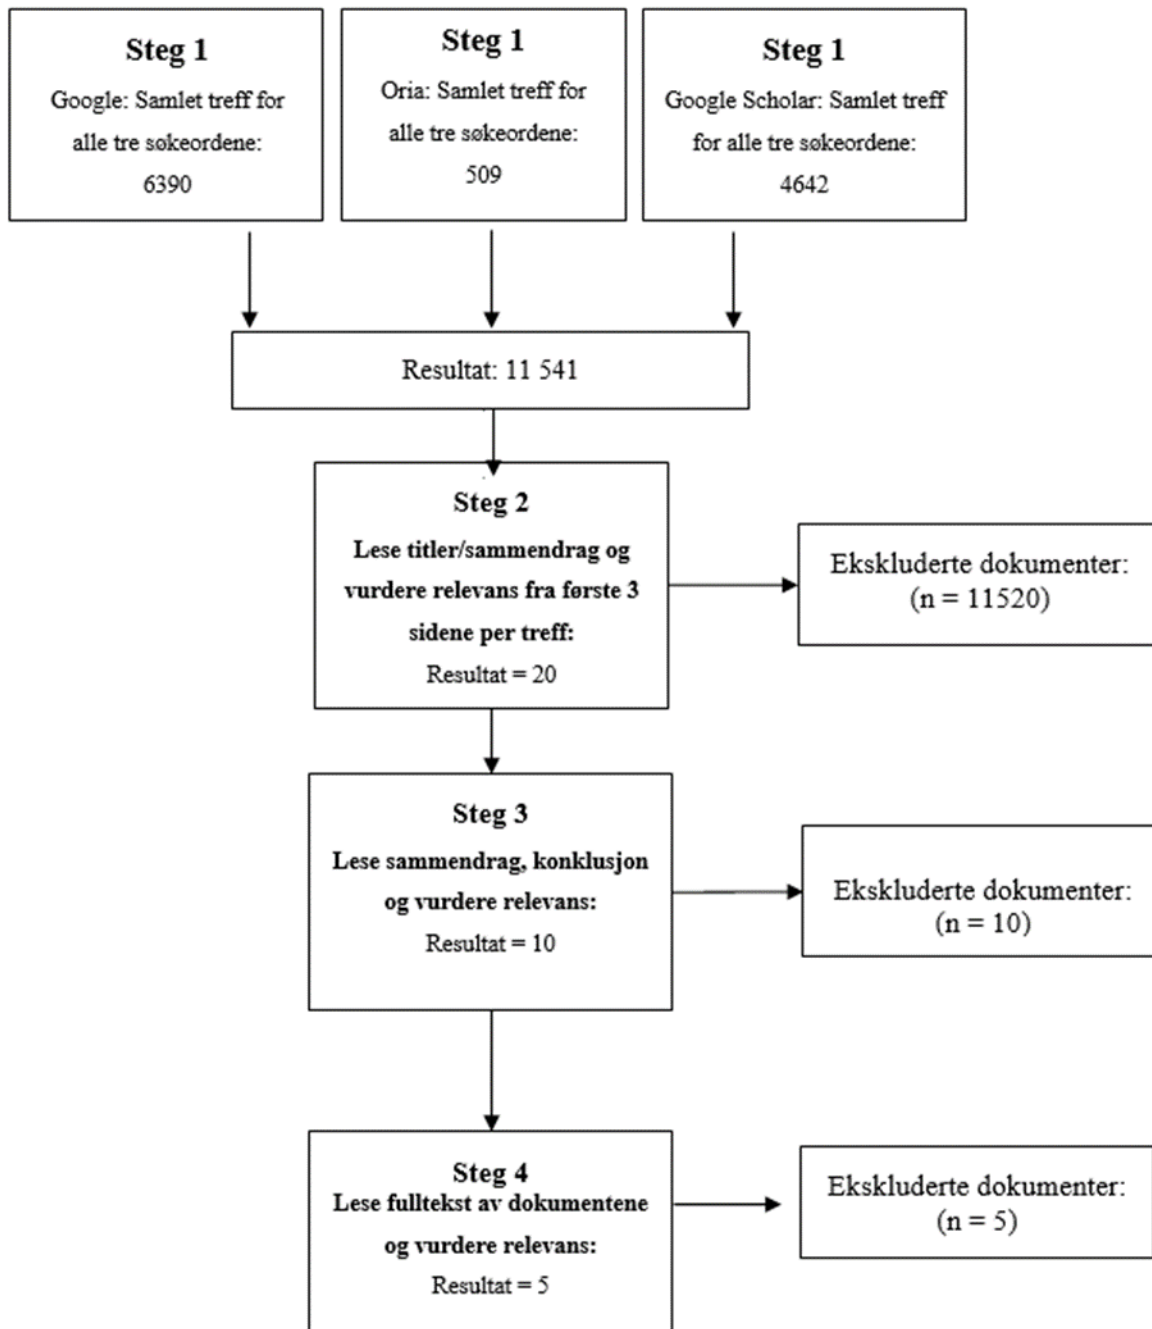 Steg 1
Google: Samlet treff for
alle tre søkeordene:
6390
Steg 1
Oria: Samlet treff for
alle tre søkeordene:
509
Steg 1
Google Scholar: Samlet treff
for alle tre søkeordene:
4642
Resultat: 11 541
Steg 2
Lese titler/sammendrag og
vurdere relevans fra første 3
sidene per treff:
Resultat = 20
Ekskluderte dokumenter:
(n = 11520)
Steg 3
Lese sammendrag, konklusjon
og vurdere relevans:
Resultat = 10
Ekskluderte dokumenter:
(n = 10)
Steg 4
Lese fulltekst av dokumentene
og vurdere relevans:
Resultat = 5
Ekskluderte dokumenter:
(n = 5)